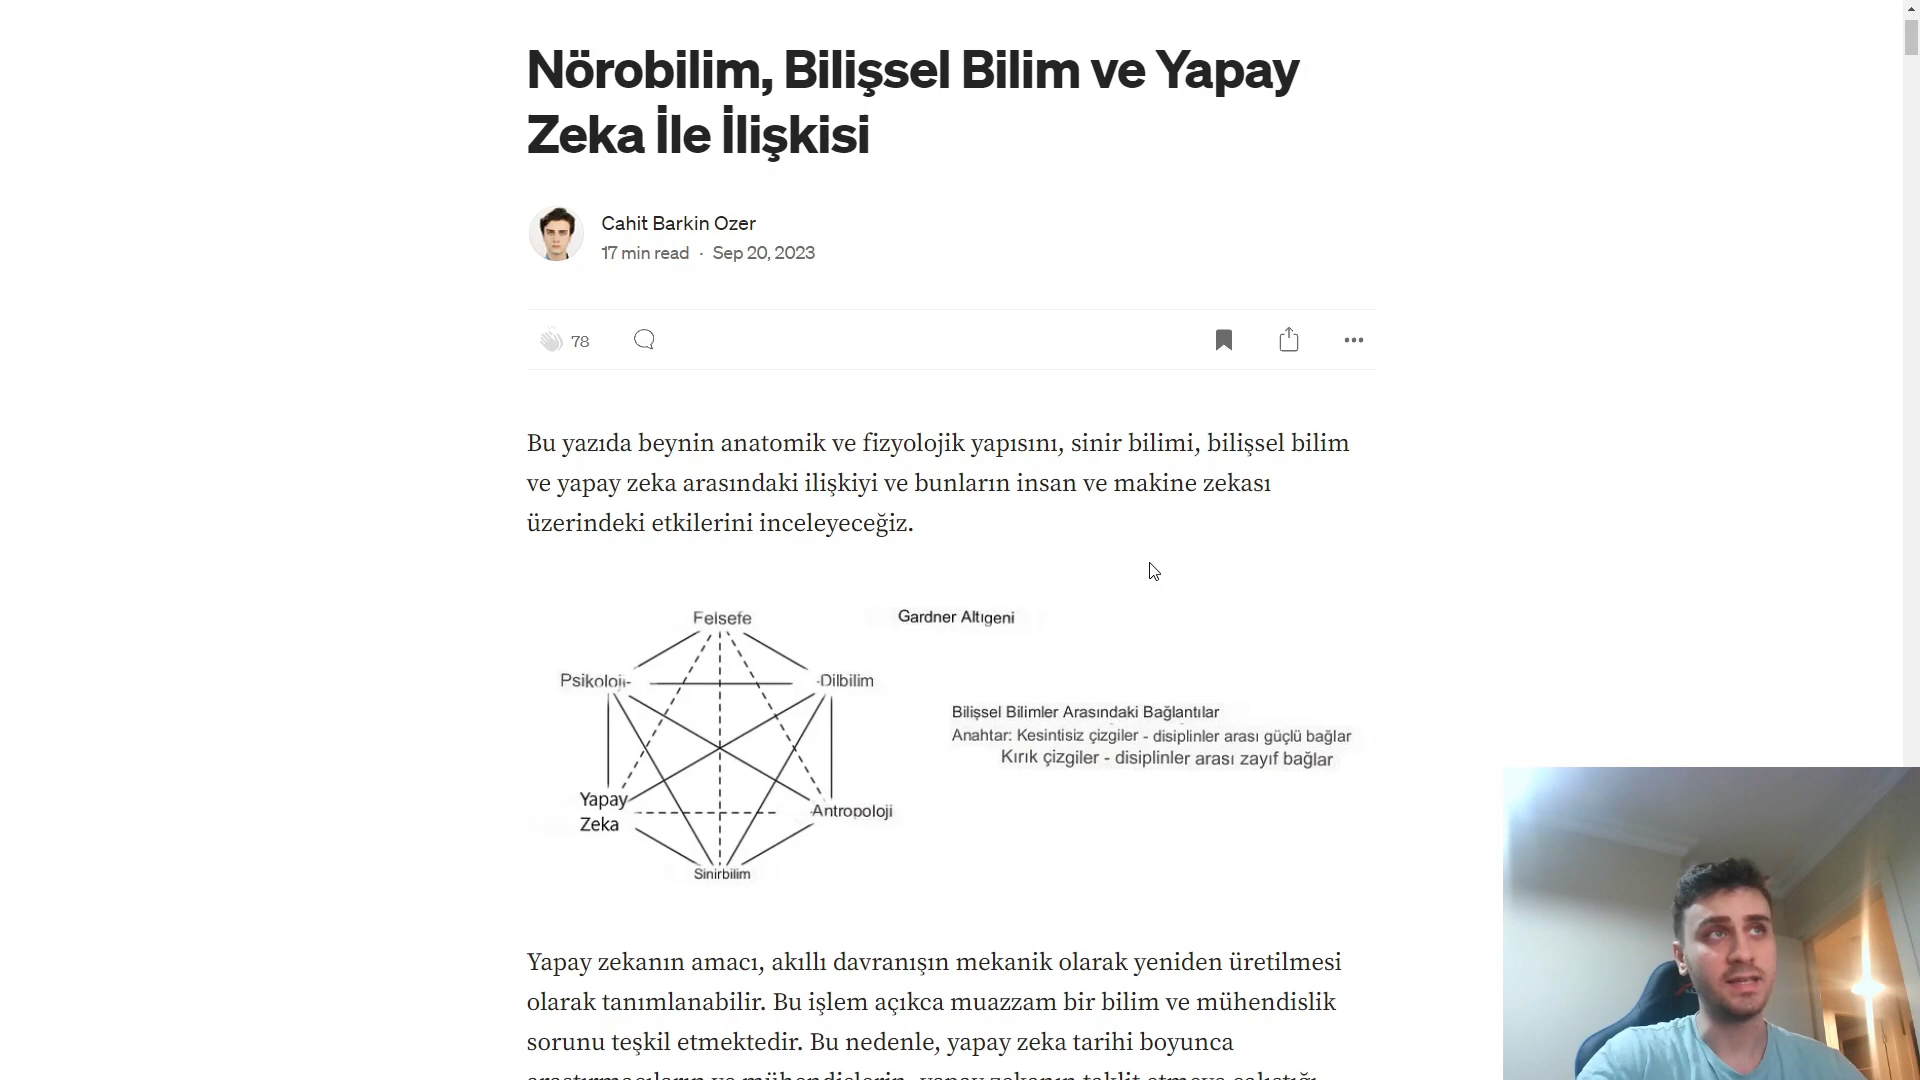 Nörobilim, Bilişsel Bilim ve Yapay
Zeka İle İlişkisi
Cahit Barkin Ozer
17 min read · Sep 20, 2023
78
Bu yazıda beynin anatomik ve fizyolojik yapısını, sinir bilimi, bilişsel bilim
ve yapay zeka arasındaki ilişkiyi ve bunların insan ve makine zekası
üzerindeki etkilerini inceleyeceğiz.
Felsefe
Gardner Altıgeni
Psikoloji
Dilbilim
Bilişsel Bilimler Arasındaki Bağlantılar
Anahtar: Kesintisiz çizgiler - disiplinler arası güçlü bağlar
Kırık çizgiler - disiplinler arası zayıf bağlar
Yapay
Zeka
Antropoloji
Sinirbilim
Yapay zekanın amacı, akıllı davranışın mekanik olarak yeniden üretilmesi
olarak tanımlanabilir. Bu işlem açıkca muazzam bir bilim ve mühendislik
sorunu teşkil etmektedir. Bu nedenle, yapay zeka tarihi boyunca